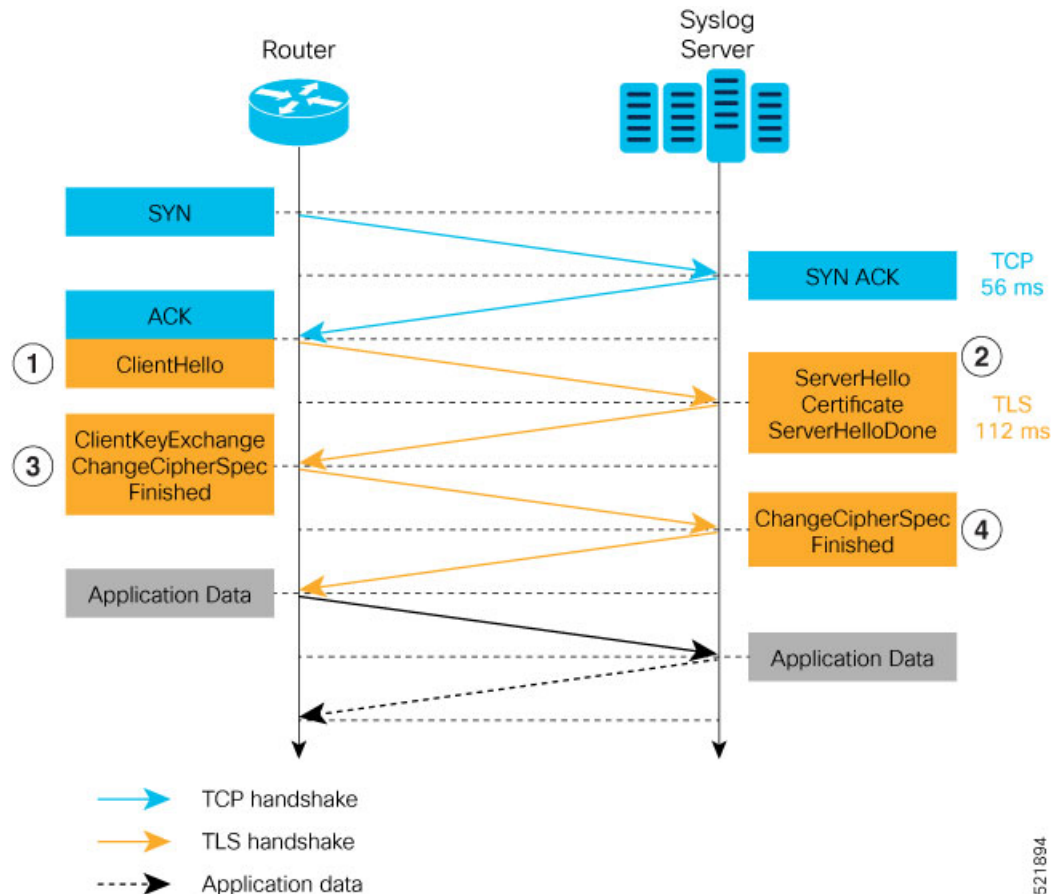 Router
Syslog
Server
SYN
SYN ACK
TCP
56 ms
ACK
1
ClientHello
2
ServerHello
Certificate
ServerHelloDone
TLS
112 ms
3
ClientKeyExchange
ChangeCipherSpec
Finished
ChangeCipherSpec
Finished
4
Application Data
Application Data
TCP handshake
TLS handshake
Application data
521894